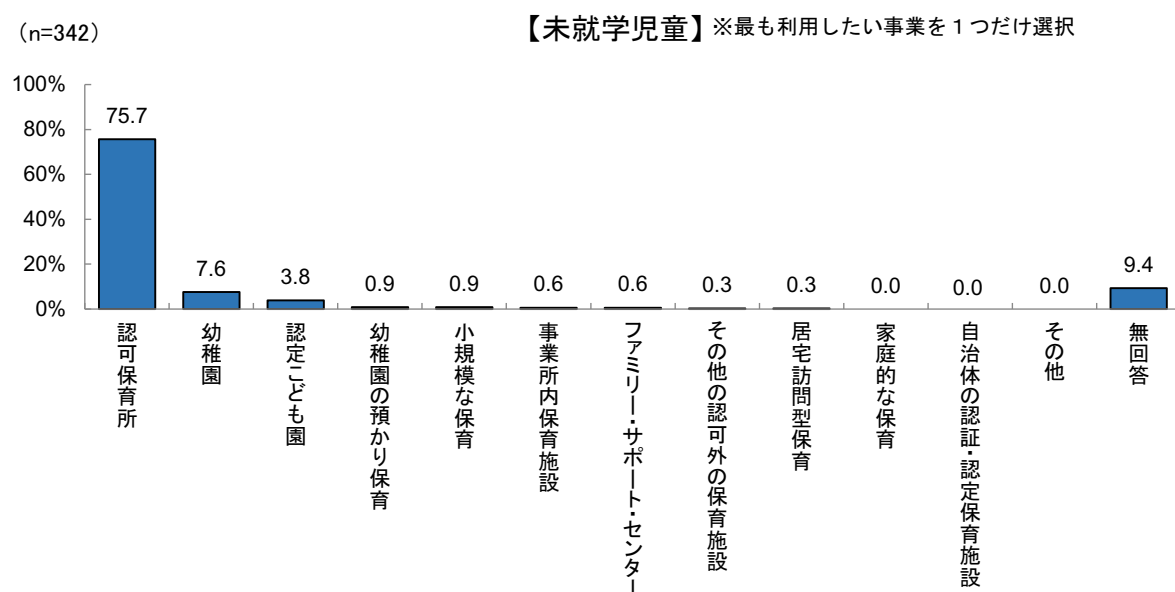 （n=342）
【未就学児童】※最も利用したい事業を１つだけ選択
100%
80%
60%
40%
20%
0%
75.7
7.6
3.8
0.9
0.9
0.6
0.6
0.3
0.3
0.0
0.0
0.0
9.4
認可保育所
幼稚園
認定こども園
幼稚園の預かり保育
小規模な保育
事業所内保育施設
ファミリー・サポート・センター
その他の認可外の保育施設
居宅訪問型保育
家庭的な保育
自治体の認証・認定保育施設
その他
無回答